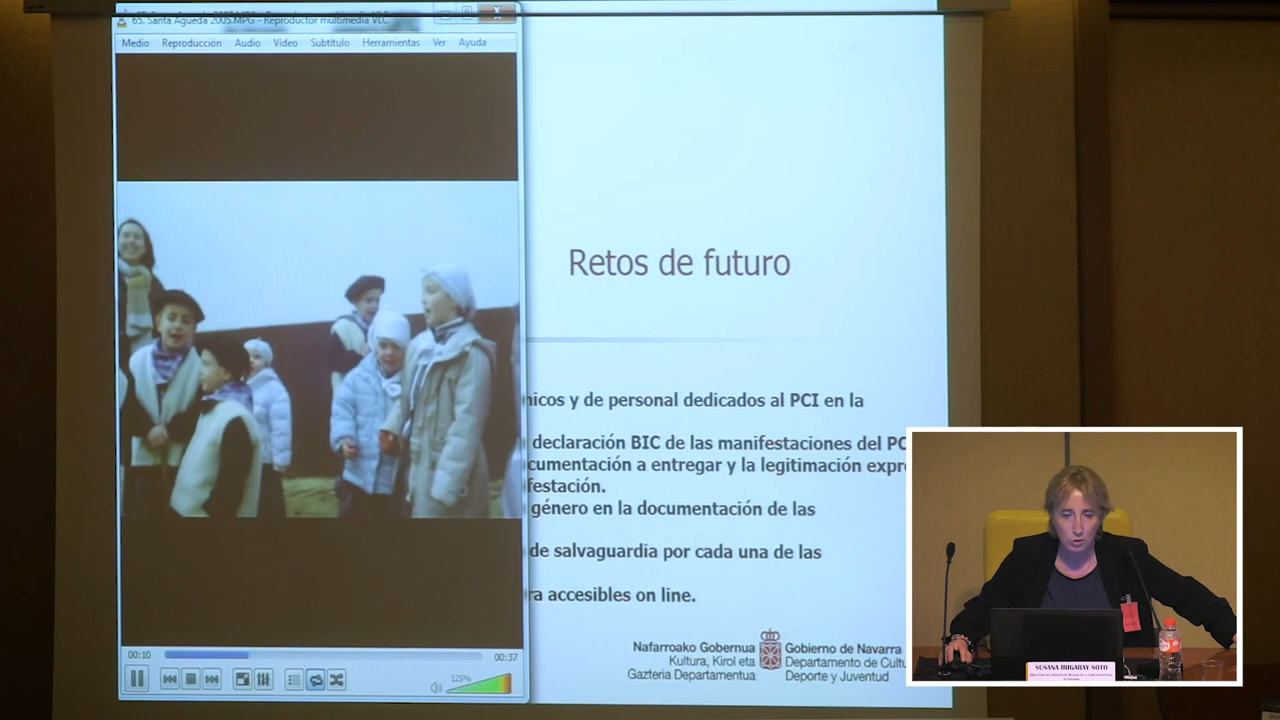 65. Santa Agueda 2005.MPG - Reproductor multimedia VLC
Medio Reproducción Audio Vídeo Subtítulo Herramientas Ver Ayuda
Retos de futuro
nicos y de personal dedicados al PCI en la
declaración BIC de las manifestaciones del PC
cumentación a entregar y la legitimación expr
festación.
género en la documentación de las
de salvaguardia por cada una de las
ra accesibles on line.
00:10
00:37
125%
Nafarroako Gobernua
Kultura, Kirol eta
Gazteria Departamentua
Gobierno de Navarra
Departamento de Cultu
Deporte y Juventud
SUSANA IRIGARAY SOTO